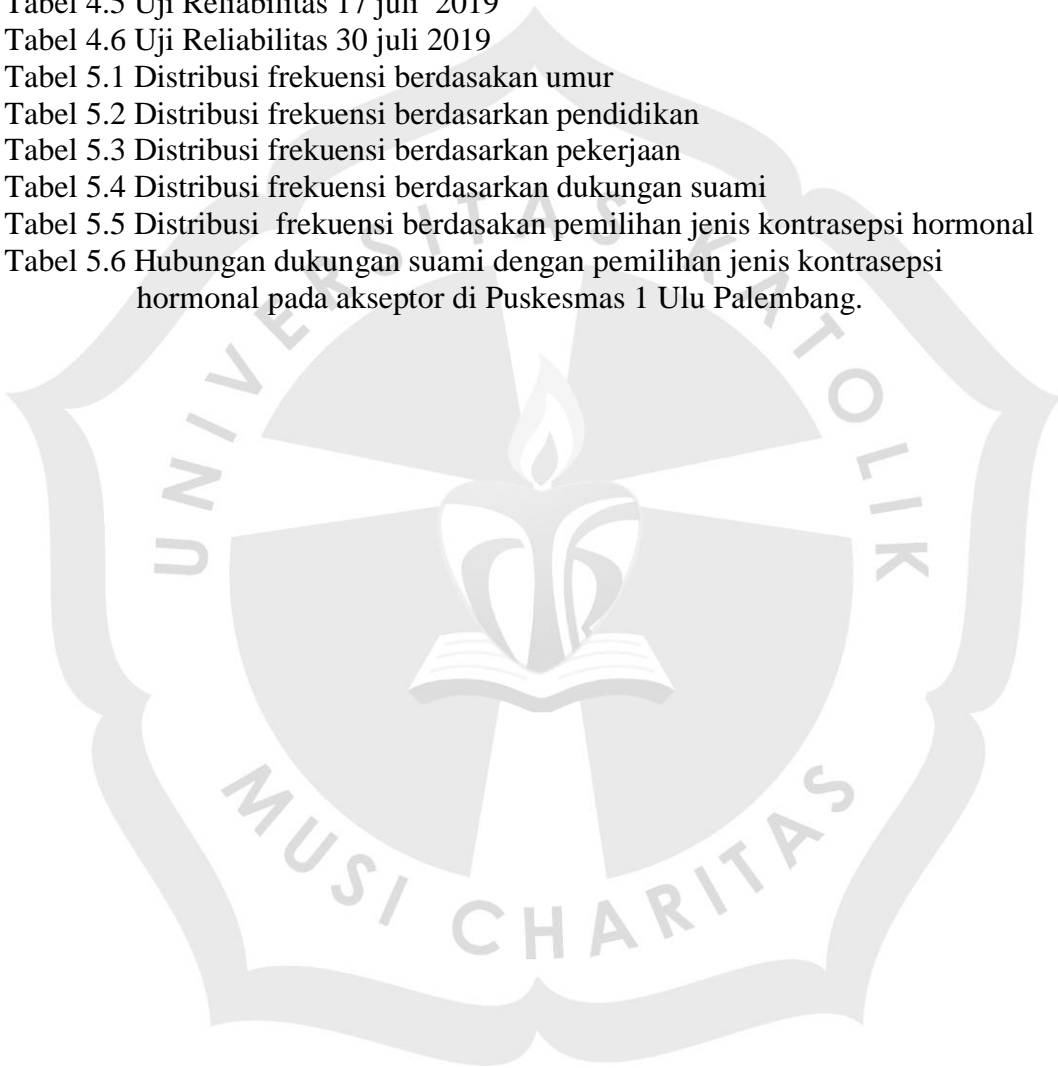 Tabel 4.5 Uji Reliabilitas 17 juli  2019
Tabel 4.6 Uji Reliabilitas 30 juli 2019
Tabel 5.1 Distribusi frekuensi berdasakan umur
Tabel 5.2 Distribusi frekuensi berdasarkan pendidikan
Tabel 5.3 Distribusi frekuensi berdasarkan pekerjaan
Tabel 5.4 Distribusi frekuensi berdasarkan dukungan suami
Tabel 5.5 Distribusi  frekuensi berdasakan pemilihan jenis kontrasepsi hormonal
Tabel 5.6 Hubungan dukungan suami dengan pemilihan jenis kontrasepsi
hormonal pada akseptor di Puskesmas 1 Ulu Palembang.
UNIVERSITAS KATOLIK
MUSI CHARITAS